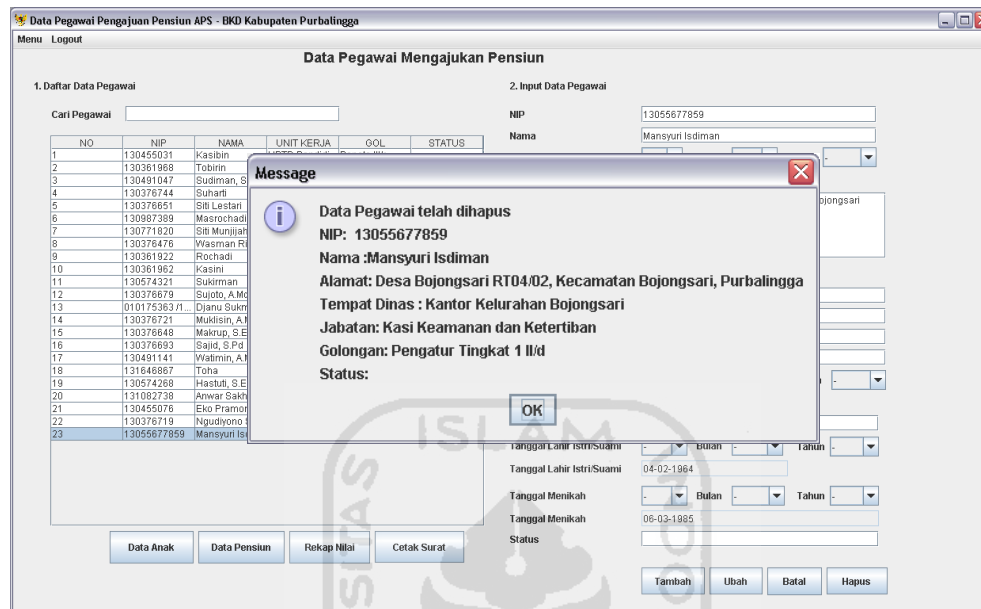 Data Pegawai Pengajuan Pensiun APS - BKD Kabupaten Purbalingga
Menu Logout
Data Pegawai Mengajukan Pensiun
1. Daftar Data Pegawai
Cari Pegawai
NO NIP NAMA UNIT KERJA GOL STATUS
1 130455031 Kasibin
2 130361968 Tobirin
3 130491047 Sudiman, S
4 130376744 Suharti
5 130376651 Siti Lestari
6 130987389 Masrochadi
7 130771820 Siti Munjijah
8 130376476 Wasman Ri
9 130361922 Rochadi
10 130361962 Kasini
11 130574321 Sukirman
12 130376679 Sujoto, A.Md
13 010175363 /1... Djanu Sukm
14 130376721 Muklisin, A.M
15 130376648 Makrup, S.E
16 130376693 Sajid, S.Pd
17 130491141 Watimin, A.M
18 131646867 Toha
19 130574268 Hastuti, S.E
20 131082738 Anwar Sakh
21 130455076 Eko Pramor
22 130376719 Ngudiyono S
23 13055677859 Mansyuri Isd
Data Anak Data Pensiun Rekap Nilai Cetak Surat
2. Input Data Pegawai
NIP 13055677859
Nama Mansyuri Isdiman
-
ojongsari
-
Tanggal Lahir Istri/Suami - Bulan - Tahun -
Tanggal Lahir Istri/Suami 04-02-1964
Tanggal Menikah - Bulan - Tahun -
Tanggal Menikah 06-03-1985
Status
Tambah Ubah Batal Hapus
Message
Data Pegawai telah dihapus
NIP: 13055677859
Nama :Mansyuri Isdiman
Alamat: Desa Bojongsari RT04/02, Kecamatan Bojongsari, Purbalingga
Tempat Dinas : Kantor Kelurahan Bojongsari
Jabatan: Kasi Keamanan dan Ketertiban
Golongan: Pengatur Tingkat 1 II/d
Status:
OK
ISLAM